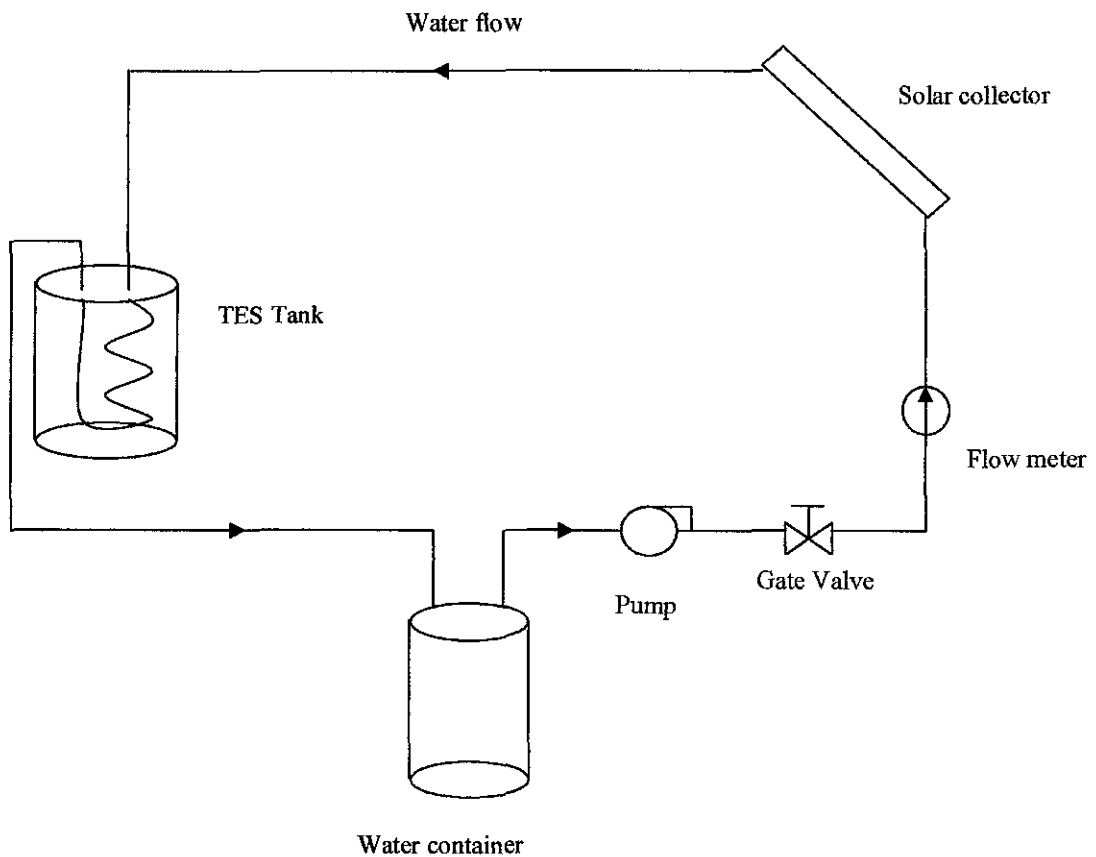 Water flow
Solar collector
TES Tank
Flow meter
Gate Valve
Pump
Water container